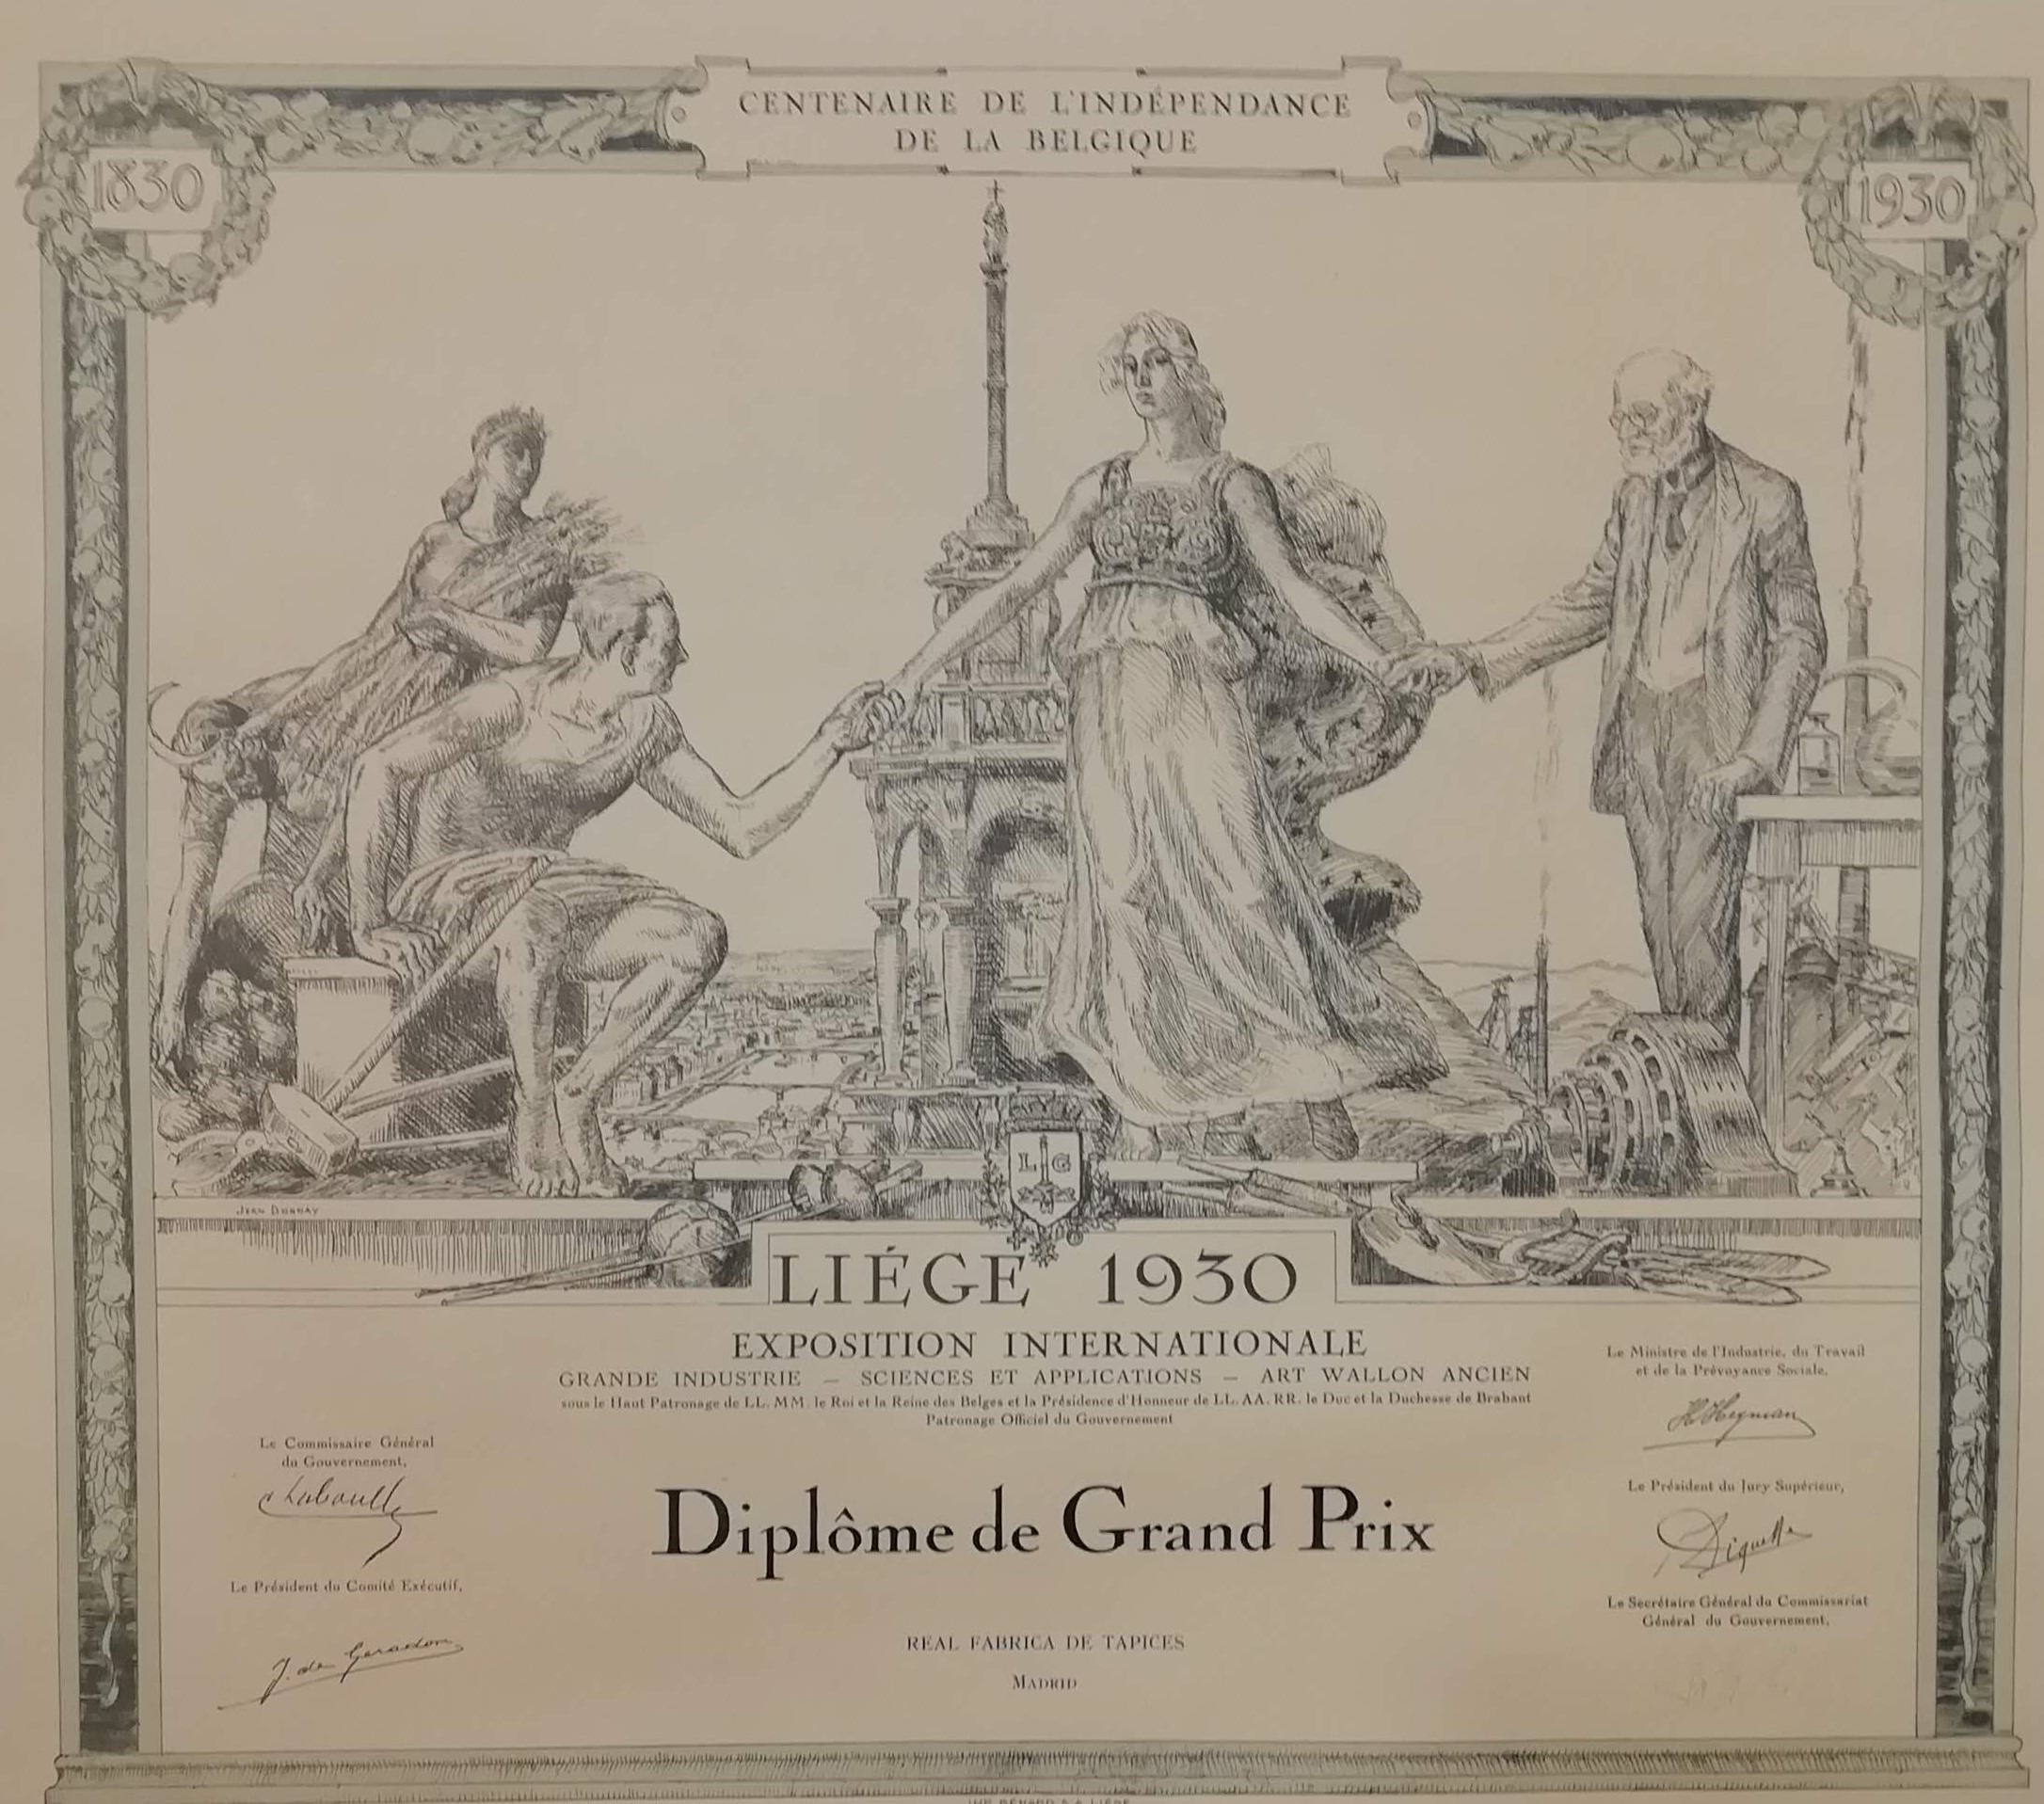 CENTENAIRE DE L'INDÉPENDANCE
DE LA BELGIQUE
1830
1930
L G
JEAN DONNAY
LIÉGE 1930
EXPOSITION INTERNATIONALE
GRANDE INDUSTRIE – SCIENCES ET APPLICATIONS – ART WALLON ANCIEN
sous le Haut Patronage de LL. MM. le Roi et la Reine des Belges et la Présidence d'Honneur de LL. AA. RR. le Duc et la Duchesse de Brabant
Patronage Officiel du Gouvernement
Le Commissaire Général
du Gouvernement,
Le Président du Comité Exécutif,
J. de Geradon
Diplôme de Grand Prix
REAL FABRICA DE TAPICES
MADRID
Le Ministre de l'Industrie, du Travail
et de la Prévoyance Sociale,
H. Heyman
Le Président du Jury Supérieur,
Digneffe
Le Secrétaire Général du Commissariat
Général du Gouvernement,